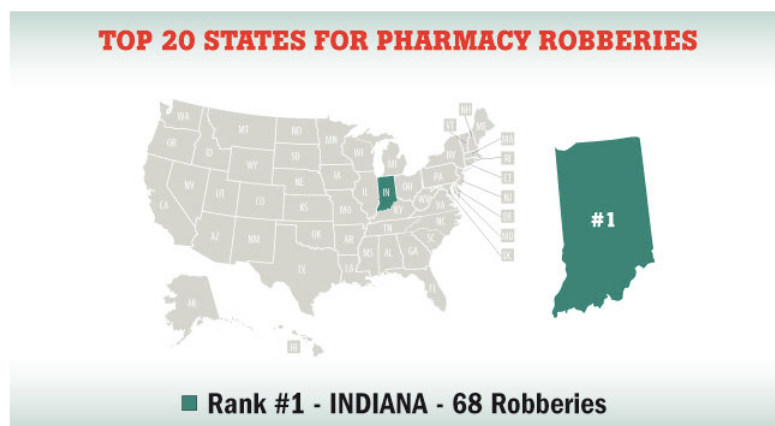 TOP 20 STATES FOR PHARMACY ROBBERIES
WA
MT
ND
MN
OR
ID
WY
SD
WI
MI
NY
VT
NH
ME
MA
RI
CT
NJ
DE
MD
DC
NV
UT
CO
NE
IA
IL
IN
OH
PA
CA
KS
MO
KY
WV
VA
AZ
NM
OK
AR
TN
NC
SC
TX
LA
MS
AL
GA
FL
AK
HI
#1
Rank #1 - INDIANA - 68 Robberies